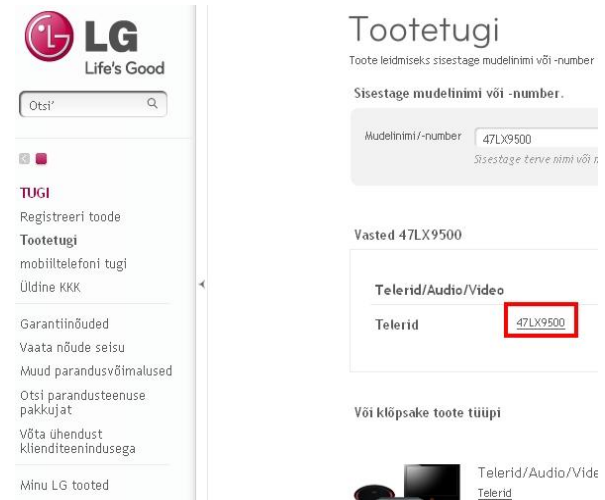 LG
Life's Good
Otsi'
TUGI
Registreeri toode
Tootetugi
mobiiltelefoni tugi
Üldine KKK
Garantiinõuded
Vaata nõude seisu
Muud parandusvõimalused
Otsi parandusteenuse
pakkujat
Võta ühendust
klienditeenindusega
Minu LG tooted
Tootetugi
Toote leidmiseks sisestage mudelinimi või -number
Sisestage mudelinimi või -number.
Mudelinimi/-number 47LX9500
Sisestage terve nimi või
Vasted 47LX9500
Telerid/Audio/Video
Telerid 47LX9500
Või klõpsake toote tüüpi
Telerid/Audio/Vide
Telerid